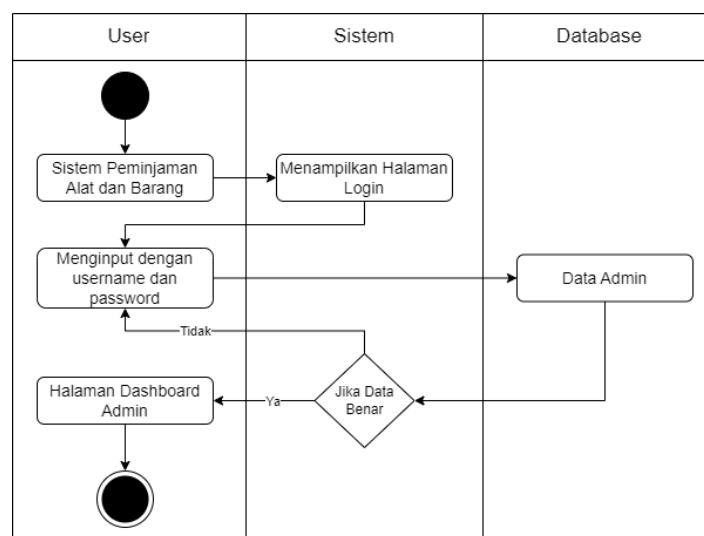 User
Sistem
Database
Sistem Peminjaman
Alat dan Barang
Menampilkan Halaman
Login
Menginput dengan
username dan
password
Data Admin
Tidak
Halaman Dashboard
Admin
Ya
Jika Data
Benar